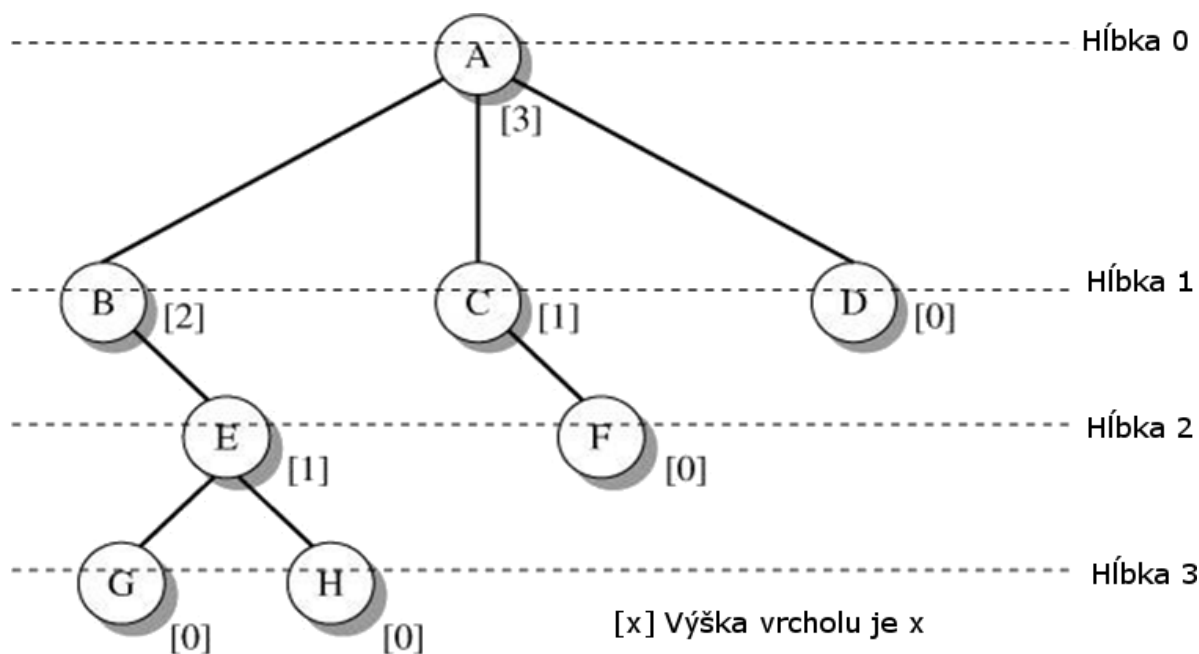 A Hĺbka 0
[3]
B [2] C [1] D [0] Hĺbka 1
E [1] F [0] Hĺbka 2
G [0] H [0] Hĺbka 3
[x] Výška vrcholu je x